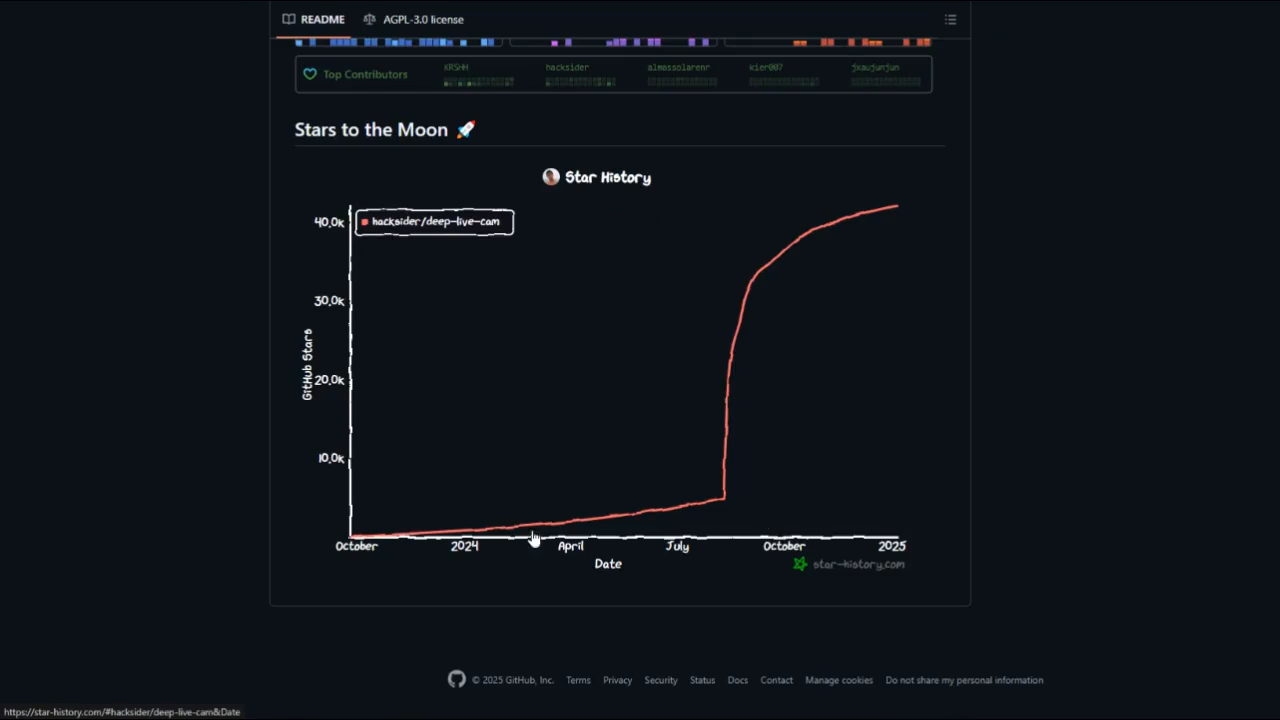 README AGPL-3.0 license
Top Contributors KRSHH hacksider almassolarenr kier007 jxaujunjun
Stars to the Moon 🚀
Star History
hacksider/deep-live-cam
40.0k
30.0k
20.0k
10.0k
GitHub Stars
October 2024 April July October 2025
Date
star-history.com
© 2025 GitHub, Inc. Terms Privacy Security Status Docs Contact Manage cookies Do not share my personal information
https://star-history.com/#hacksider/deep-live-cam&Date